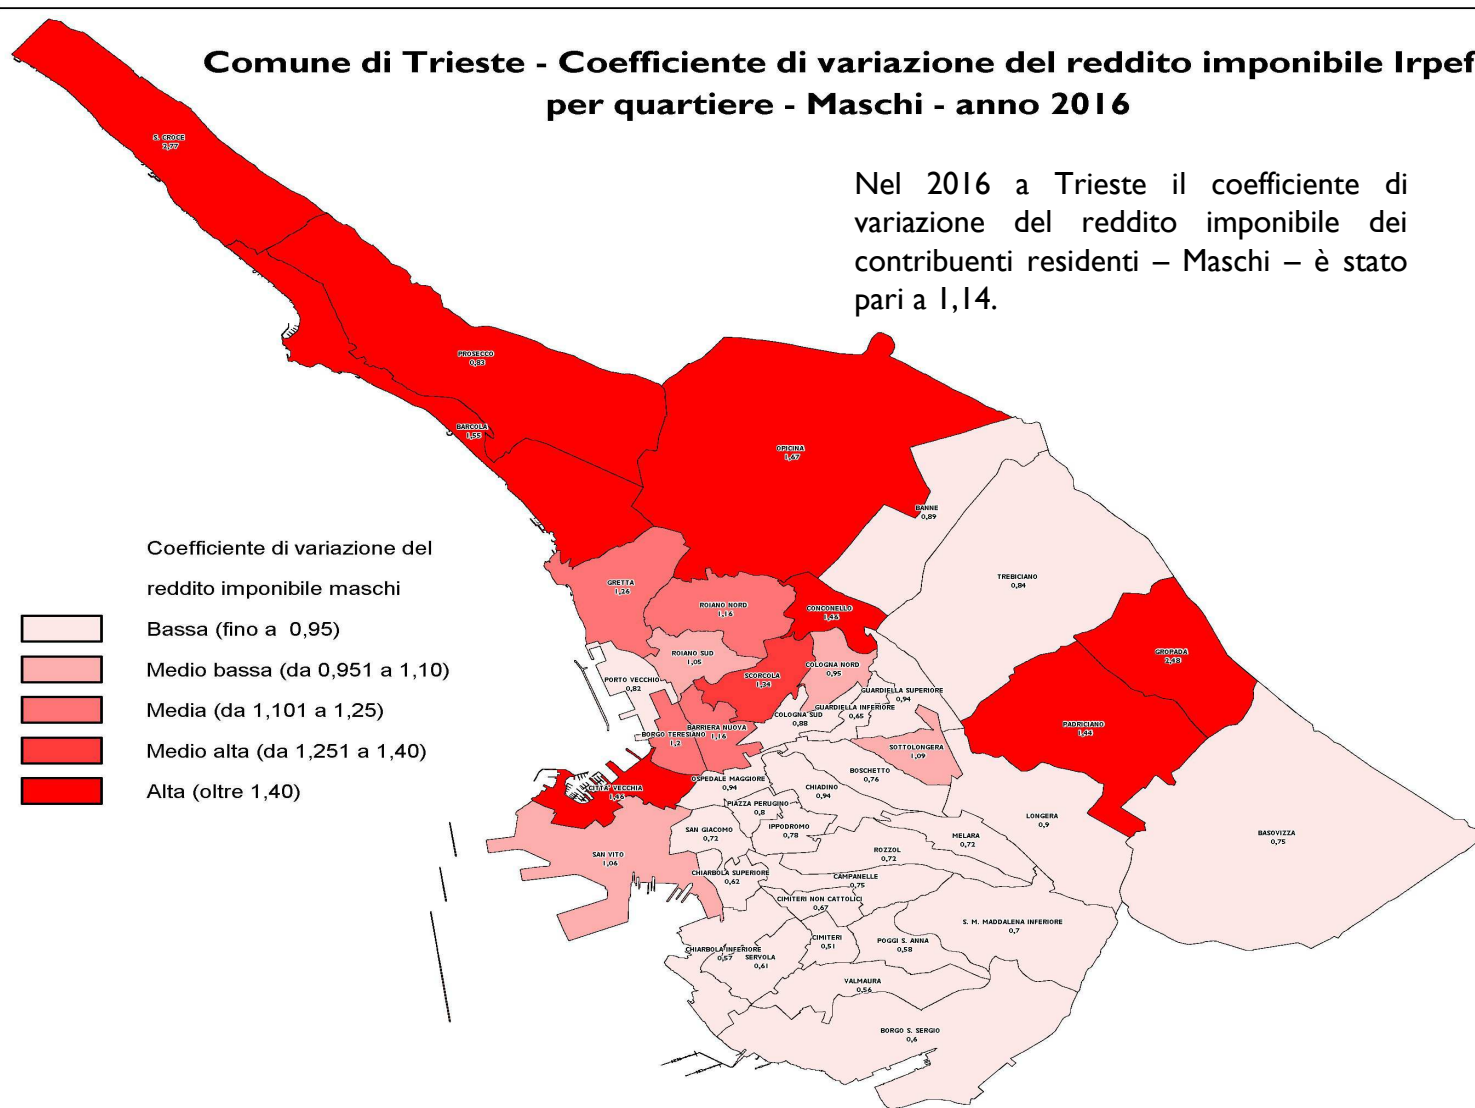 Comune di Trieste - Coefficiente di variazione del reddito imponibile Irpef
per quartiere - Maschi - anno 2016
Nel 2016 a Trieste il coefficiente di
variazione del reddito imponibile dei
contribuenti residenti – Maschi – è stato
pari a 1,14.
S. CROCE
2,77
PROSECCO
0,83
BARCOLA
1,55
OPICINA
1,67
BANNE
0,89
TREBICIANO
0,84
GRETTA
1,26
ROIANO NORD
1,16
CONCONELLO
1,46
GROPADA
2,48
ROIANO SUD
1,05
COLOGNA NORD
0,95
SCORCOLA
1,34
PORTO VECCHIO
0,82
GUARDIELLA SUPERIORE
0,94
GUARDIELLA INFERIORE
0,65
COLOGNA SUD
0,88
PADRICIANO
1,44
BARRIERA NUOVA
1,16
BORGO TERESIANO
1,2
SOTTOLONGERA
1,09
BOSCHETTO
0,76
OSPEDALE MAGGIORE
0,94
CHIADINO
0,94
CITTA' VECCHIA
1,46
PIAZZA PERUGINO
0,8
LONGERA
0,9
IPPODROMO
0,78
SAN GIACOMO
0,72
BASOVIZZA
0,75
MELARA
0,72
ROZZOL
0,72
SAN VITO
1,06
CHIARBOLA SUPERIORE
0,62
CAMPANELLE
0,75
CIMITERI NON CATTOLICI
0,67
S. M. MADDALENA INFERIORE
0,7
CIMITERI
0,51
POGGI S. ANNA
0,58
CHIARBOLA INFERIORE
0,57
SERVOLA
0,61
VALMAURA
0,56
BORGO S. SERGIO
0,6
Coefficiente di variazione del
reddito imponibile maschi
Bassa (fino a 0,95)
Medio bassa (da 0,951 a 1,10)
Media (da 1,101 a 1,25)
Medio alta (da 1,251 a 1,40)
Alta (oltre 1,40)